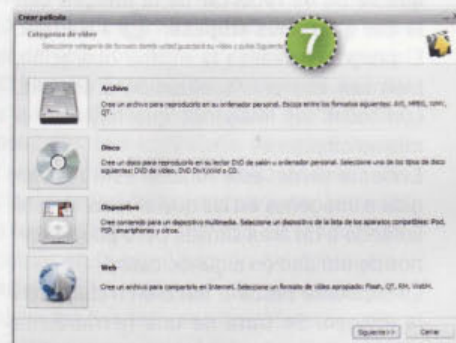 Crear película
7
Categorías de vídeo
Seleccione categoría de formato donde usted guardará su vídeo y pulse Siguiente
Archivo
Cree un archivo para reproducirlo en su ordenador personal. Escoja entre los formatos siguientes: AVI, MPEG, WMV,
QT.
Disco
Cree un disco para reproducirlo en su lector DVD de salón u ordenador personal. Seleccione uno de los tipos de disco
siguientes: DVD de vídeo, DVD DivX/Xvid o CD.
Dispositivo
Cree contenido para un dispositivo multimedia. Seleccione un dispositivo de la lista de los aparatos compatibles: iPod,
PSP, smartphones y otros.
Web
Cree un archivo para compartirlo en Internet. Seleccione un formato de vídeo apropiado: Flash, QT, RM, WebM.
Siguiente>>
Cerrar